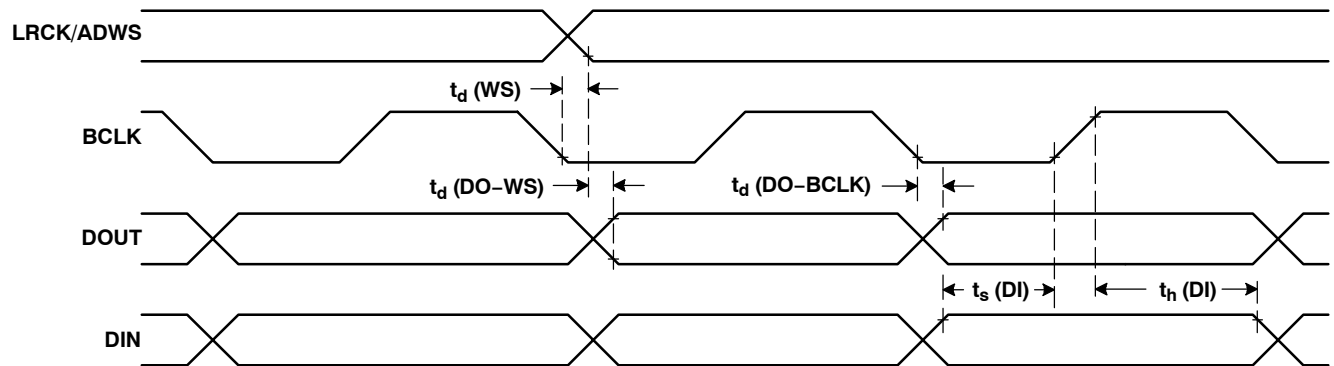 LRCK/ADWS
t_d (WS)
BCLK
t_d (DO−WS)
t_d (DO−BCLK)
DOUT
t_s (DI)
t_h (DI)
DIN